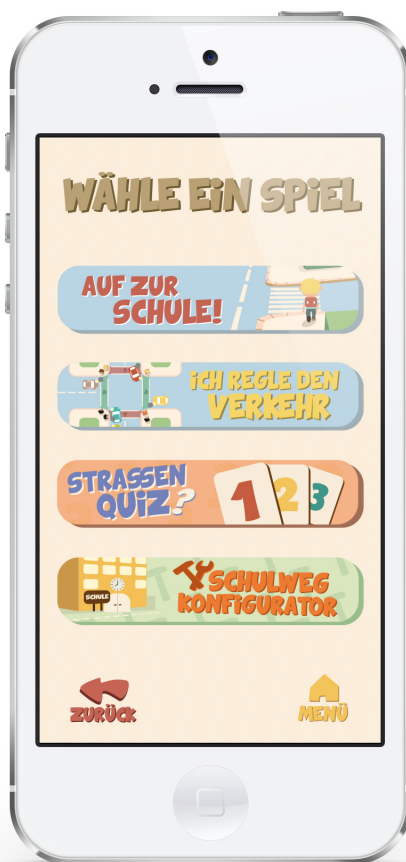 WÄHLE EiN SPiEL
AUF ZUR
SCHULE!
iCH REGLE DEN
VERKEHR
STRASSEN
QUiZ?
1 2 3
SCHULE
SCHULWEG
KONFiGURATOR
ZURÜCK
MENÜ